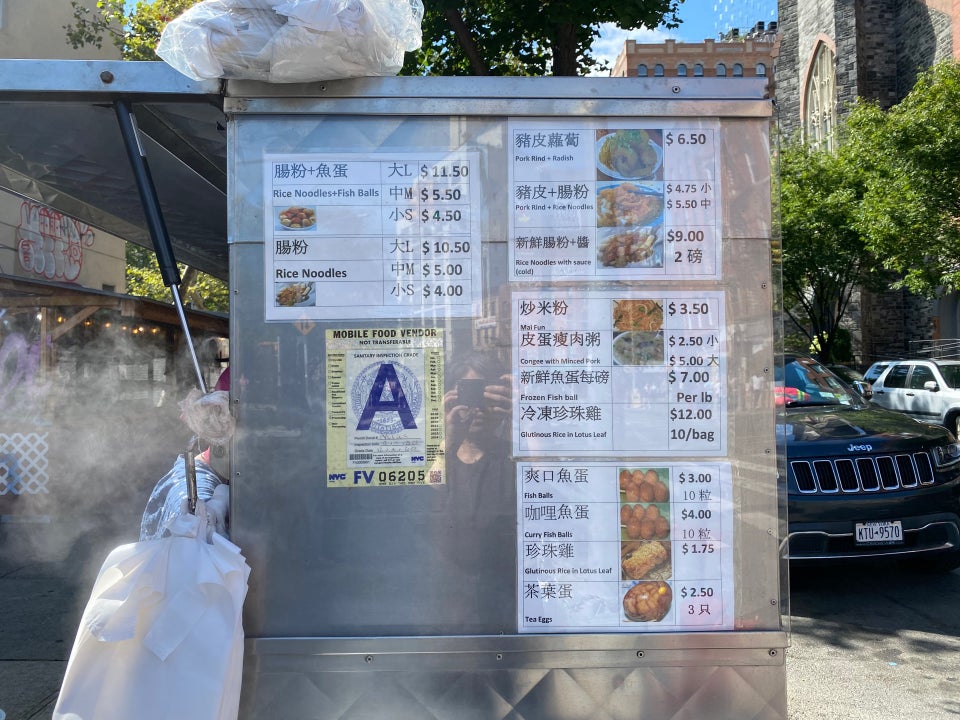 腸粉+魚蛋 大L $ 11.50
Rice Noodles+Fish Balls 中M $ 5.50
小S $ 4.50
腸粉 大L $ 10.50
Rice Noodles 中M $ 5.00
小S $ 4.00
MOBILE FOOD VENDOR
NOT TRANSFERABLE
SANITARY INSPECTION GRADE
A
NYC FV 06205 NYC
豬皮蘿蔔 $ 6.50
Pork Rind + Radish
豬皮+腸粉 $ 4.75 小
Pork Rind + Rice Noodles $ 5.50 中
新鮮腸粉+醬 $9.00
Rice Noodles with sauce 2 磅
(cold)
炒米粉 $ 3.50
Mai Fun
皮蛋瘦肉粥 $ 2.50 小
Congee with Minced Pork $ 5.00 大
新鮮魚蛋每磅 $ 7.00
Frozen Fish ball Per lb
冷凍珍珠雞 $12.00
Glutinous Rice in Lotus Leaf 10/bag
爽口魚蛋 $ 3.00
Fish Balls 10 粒
咖哩魚蛋 $4.00
Curry Fish Balls 10 粒
珍珠雞 $ 1.75
Glutinous Rice in Lotus Leaf
茶葉蛋 $ 2.50
Tea Eggs 3 只
Jeep
KTU 9570